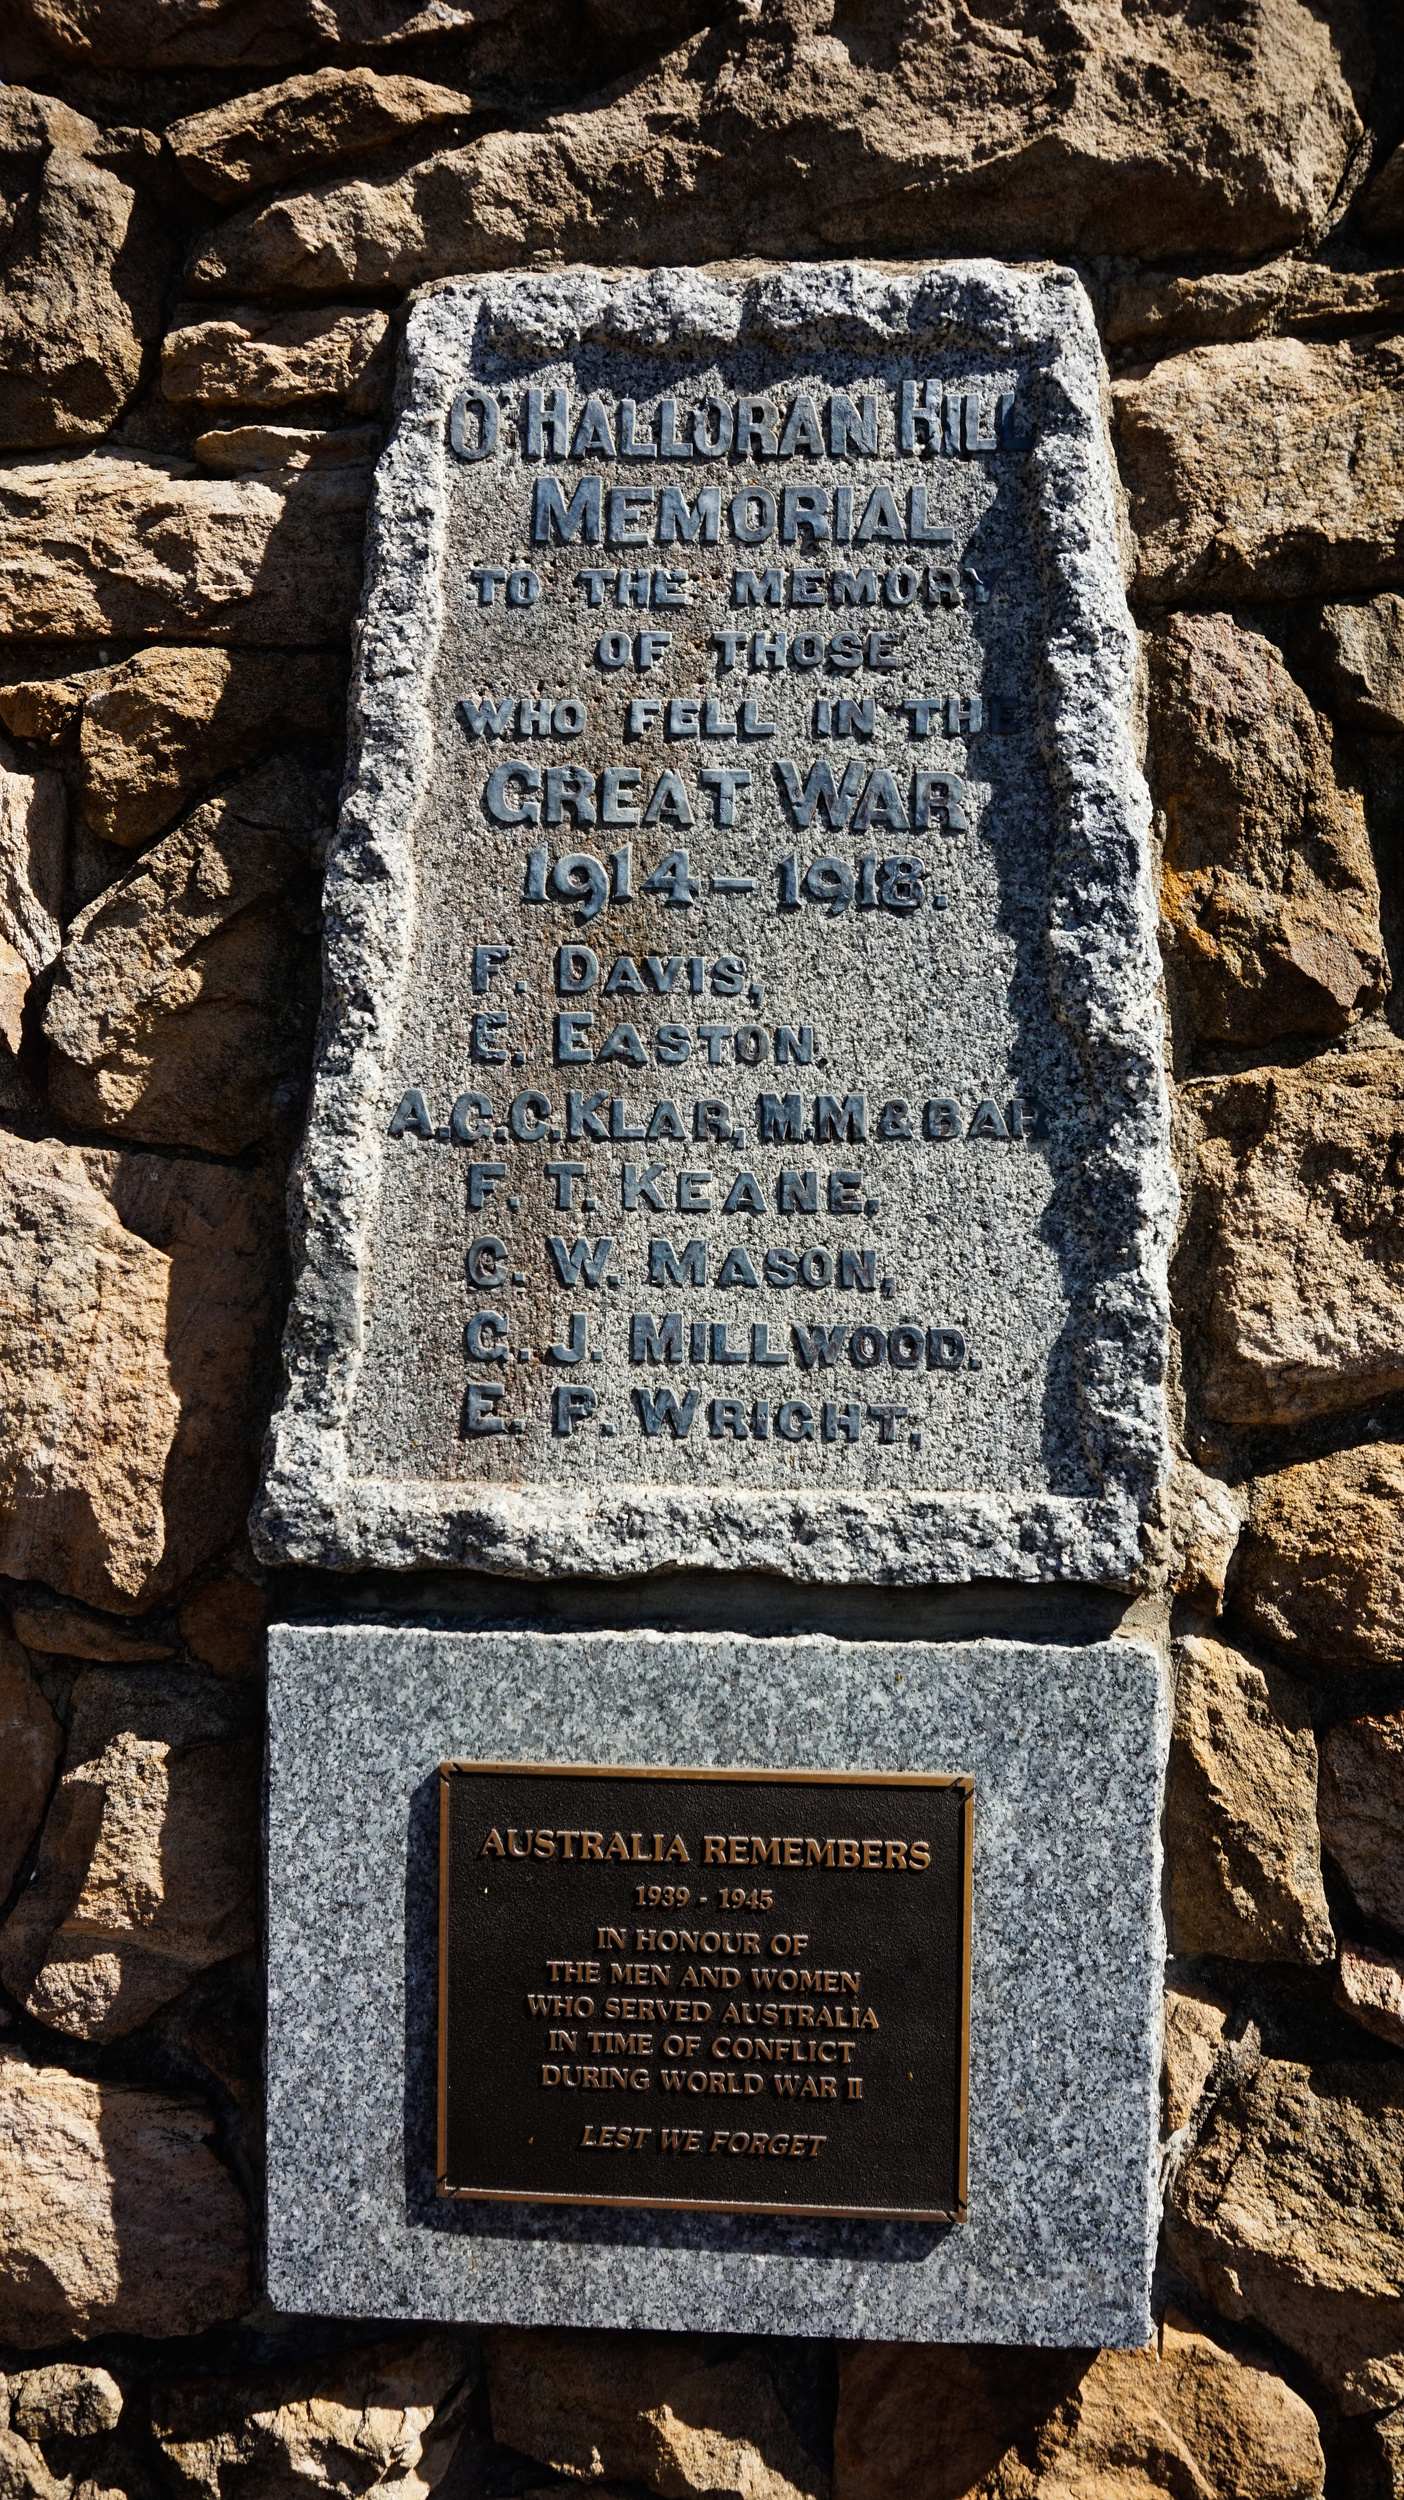 O'HALLORAN HILL
MEMORIAL
TO THE MEMORY
OF THOSE
WHO FELL IN THE
GREAT WAR
1914 – 1918.
F. DAVIS,
E. EASTON,
A.G.C. KLAR, M.M & BAR
F. T. KEANE.
G. W. MASON,
G. J. MILLWOOD.
E. P. WRIGHT,
AUSTRALIA REMEMBERS
1939 - 1945
IN HONOUR OF
THE MEN AND WOMEN
WHO SERVED AUSTRALIA
IN TIME OF CONFLICT
DURING WORLD WAR II
LEST WE FORGET